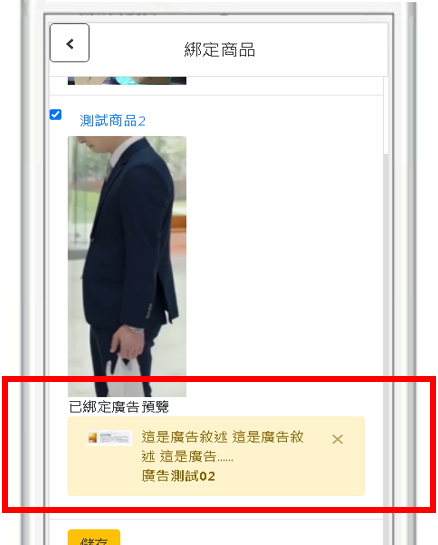 綁定商品
測試商品2
已綁定廣告預覽
這是廣告敘述 這是廣告敘
述 這是廣告......
廣告測試02
儲存